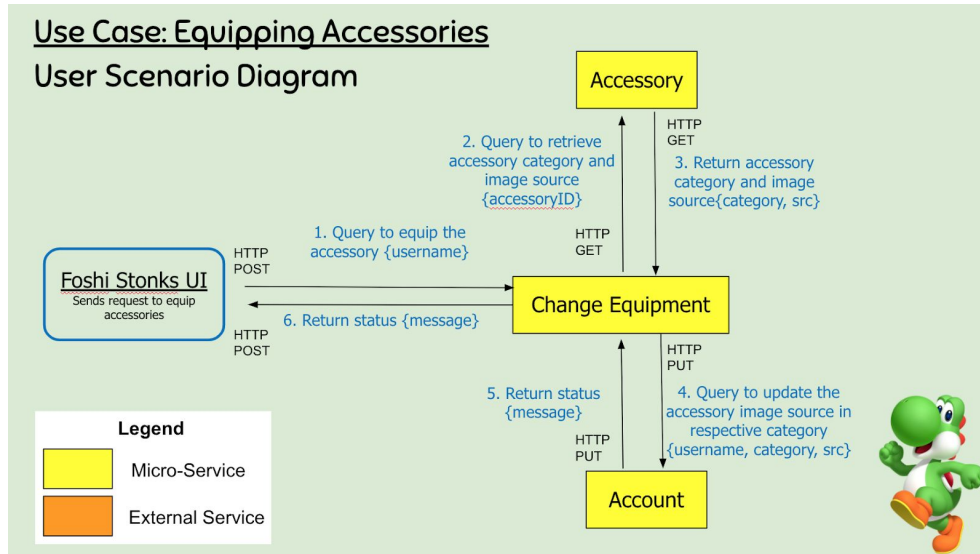 Use Case: Equipping Accessories
User Scenario Diagram
Accessory
HTTP
GET
2. Query to retrieve
accessory category and
image source
{accessoryID}
3. Return accessory
category and image
source{category, src}
HTTP
GET
1. Query to equip the
accessory {username}
HTTP
POST
Foshi Stonks UI
Sends request to equip
accessories
Change Equipment
6. Return status {message}
HTTP
POST
HTTP
PUT
5. Return status
{message}
4. Query to update the
accessory image source in
respective category
{username, category, src}
HTTP
PUT
Account
Legend
Micro-Service
External Service